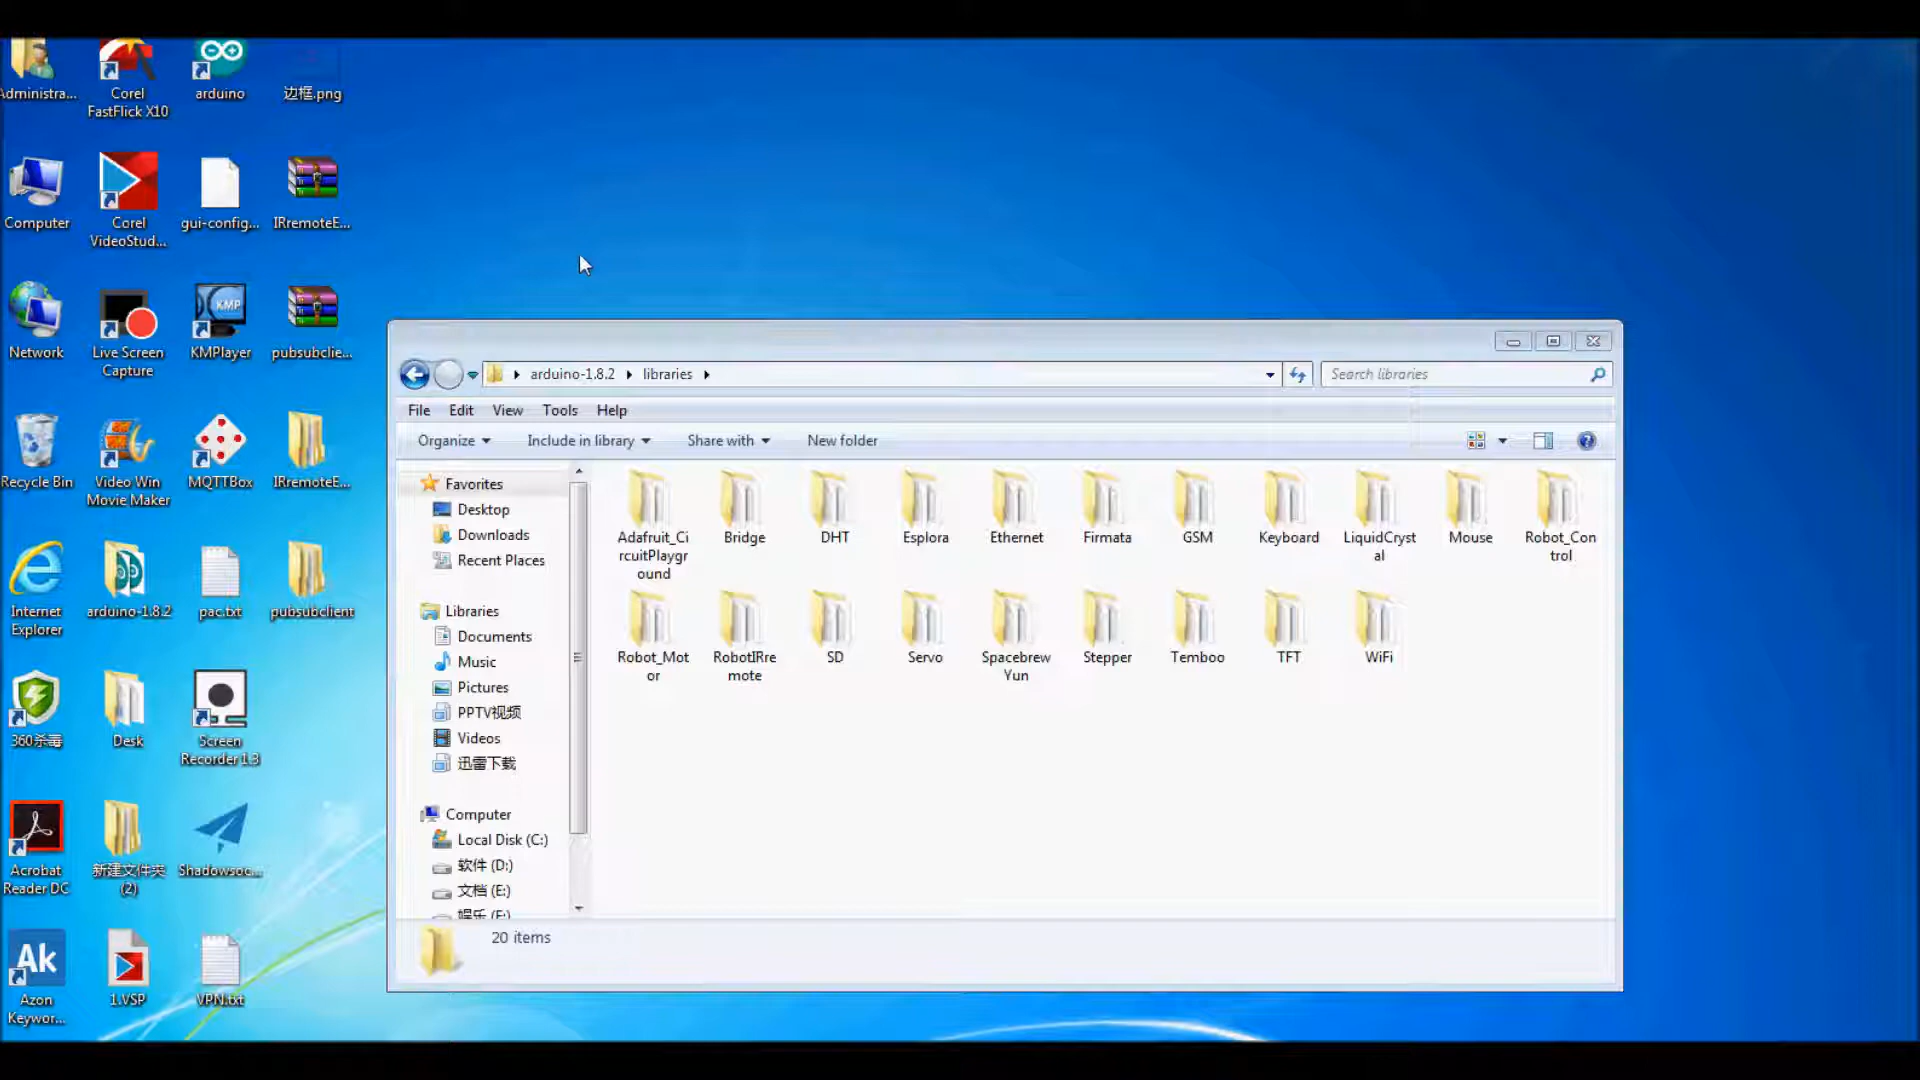 Administra...
Corel
FastFlick X10
arduino
边框.png
Computer
Corel
VideoStud...
gui-config...
IRremoteE...
Network
Live Screen
Capture
KMP
KMPlayer
pubsubclie...
Recycle Bin
Video Win
Movie Maker
MQTTBox
IRremoteE...
Internet
Explorer
arduino-1.8.2
pac.txt
pubsubclient
360杀毒
Desk
Screen
Recorder 1.3
Acrobat
Reader DC
新建文件夹
(2)
Shadowsoc...
Ak
Azon
Keywor...
1.VSP
VPN.txt
arduino-1.8.2
libraries
Search libraries
File
Edit
View
Tools
Help
Organize
Include in library
Share with
New folder
Favorites
Desktop
Downloads
Recent Places
Libraries
Documents
Music
Pictures
PPTV视频
Videos
迅雷下载
Computer
Local Disk (C:)
软件 (D:)
文档 (E:)
娱乐 (F:)
Adafruit_Ci
rcuitPlaygr
ound
Bridge
DHT
Esplora
Ethernet
Firmata
GSM
Keyboard
LiquidCryst
al
Mouse
Robot_Con
trol
Robot_Mot
or
RobotIRre
mote
SD
Servo
Spacebrew
Yun
Stepper
Temboo
TFT
WiFi
20 items